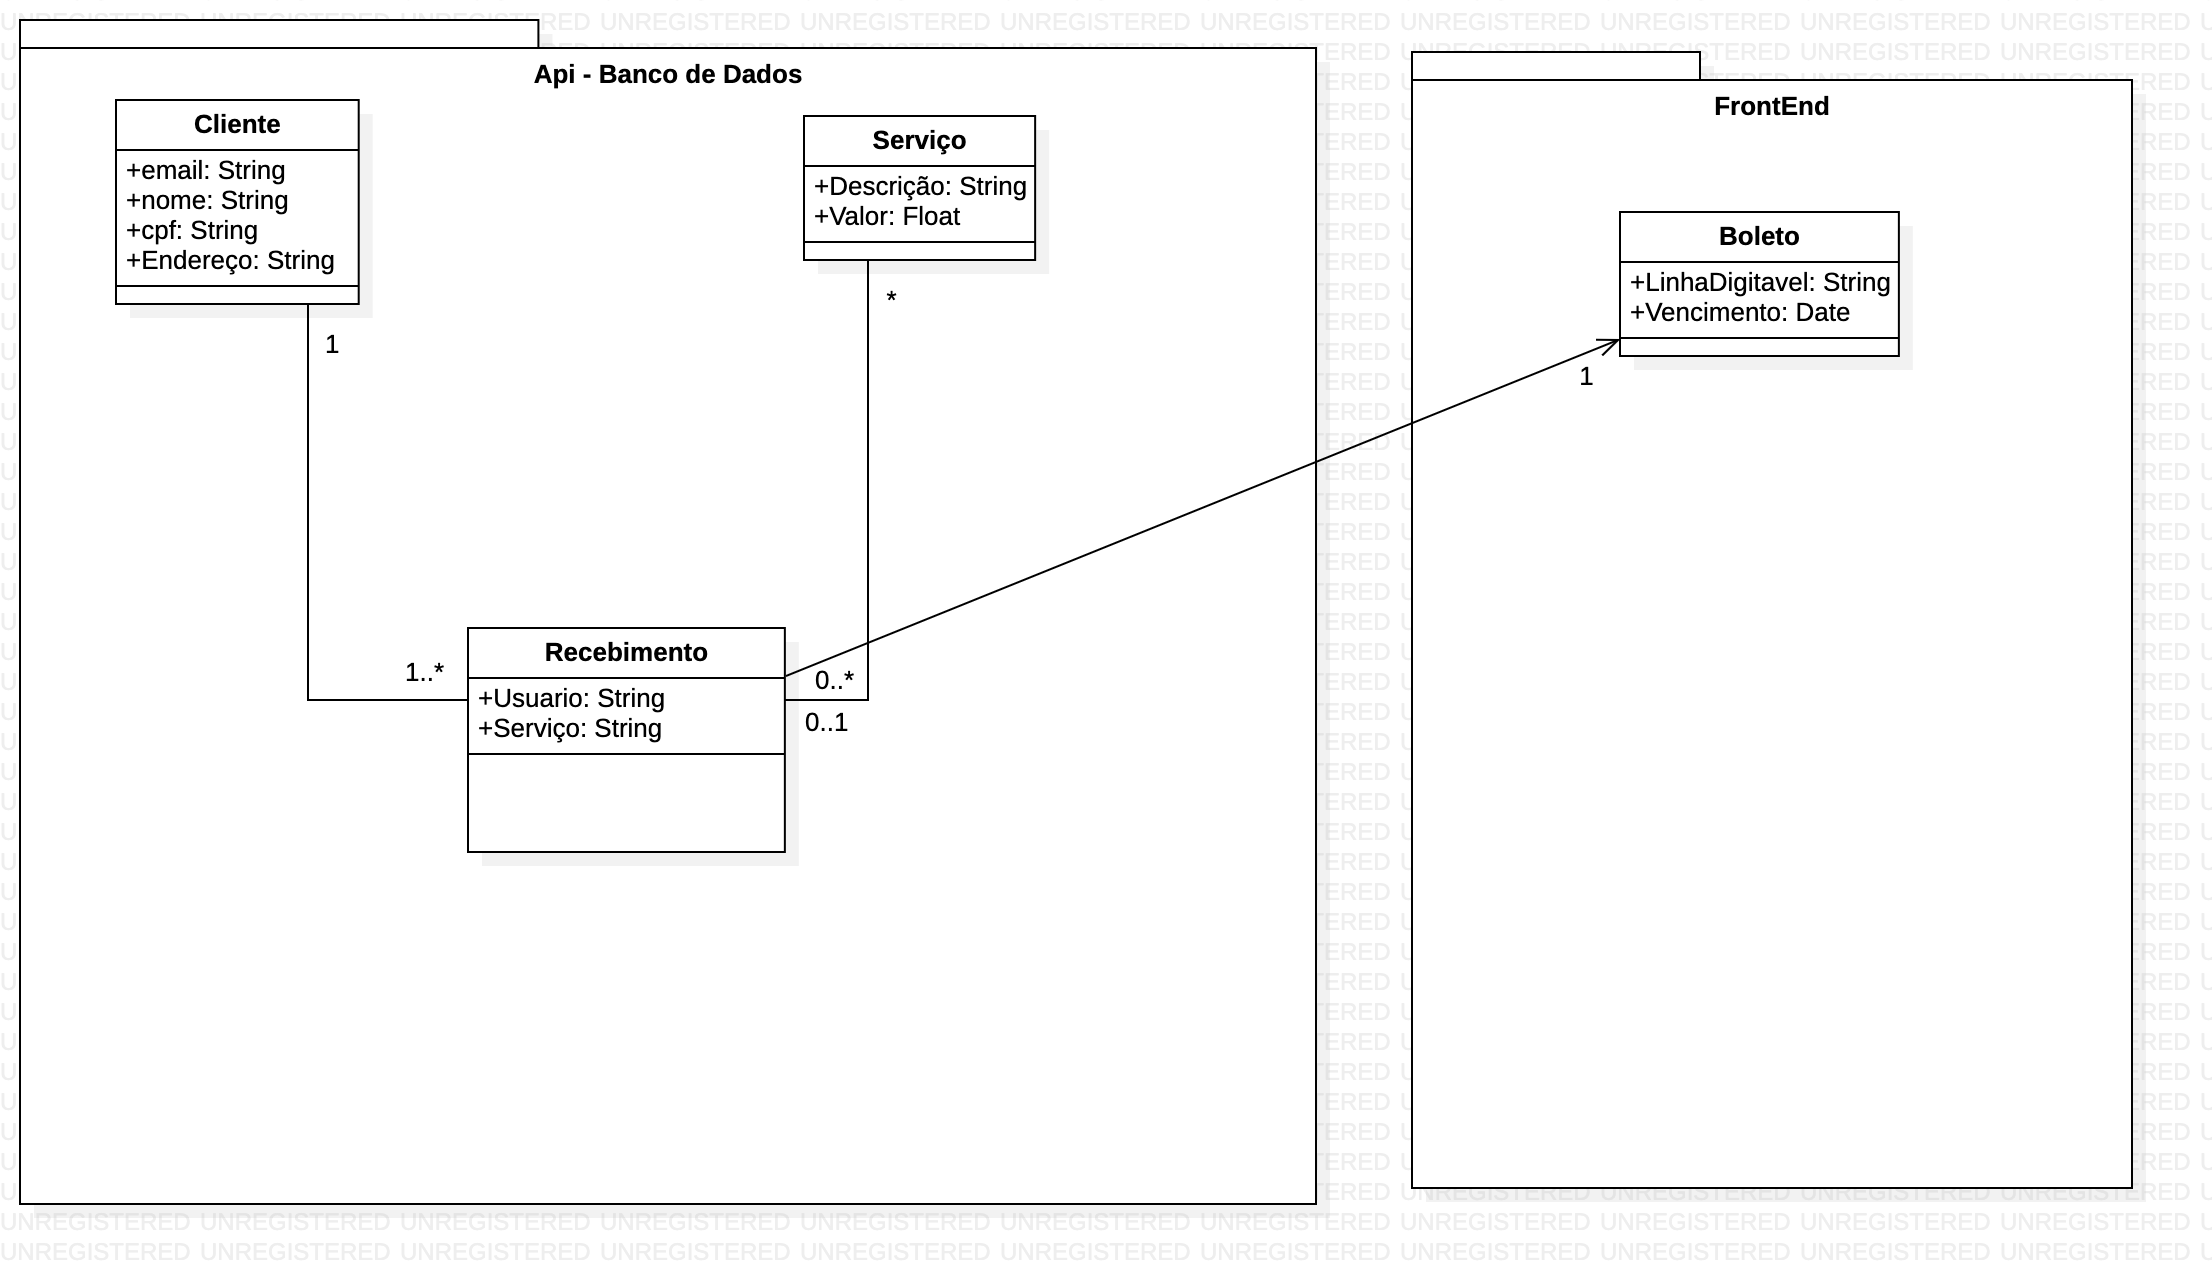 Api - Banco de Dados
Cliente
+email: String
+nome: String
+cpf: String
+Endereço: String
1
Serviço
+Descrição: String
+Valor: Float
*
FrontEnd
Boleto
+LinhaDigitavel: String
+Vencimento: Date
1
Recebimento
+Usuario: String
+Serviço: String
1..*
0..*
0..1
UNREGISTERED UNREGISTERED UNREGISTERED UNREGISTERED UNREGISTERED UNREGISTERED UNREGISTERED UNREGISTERED UNREGISTERED UNREGISTERED UNREGISTERED